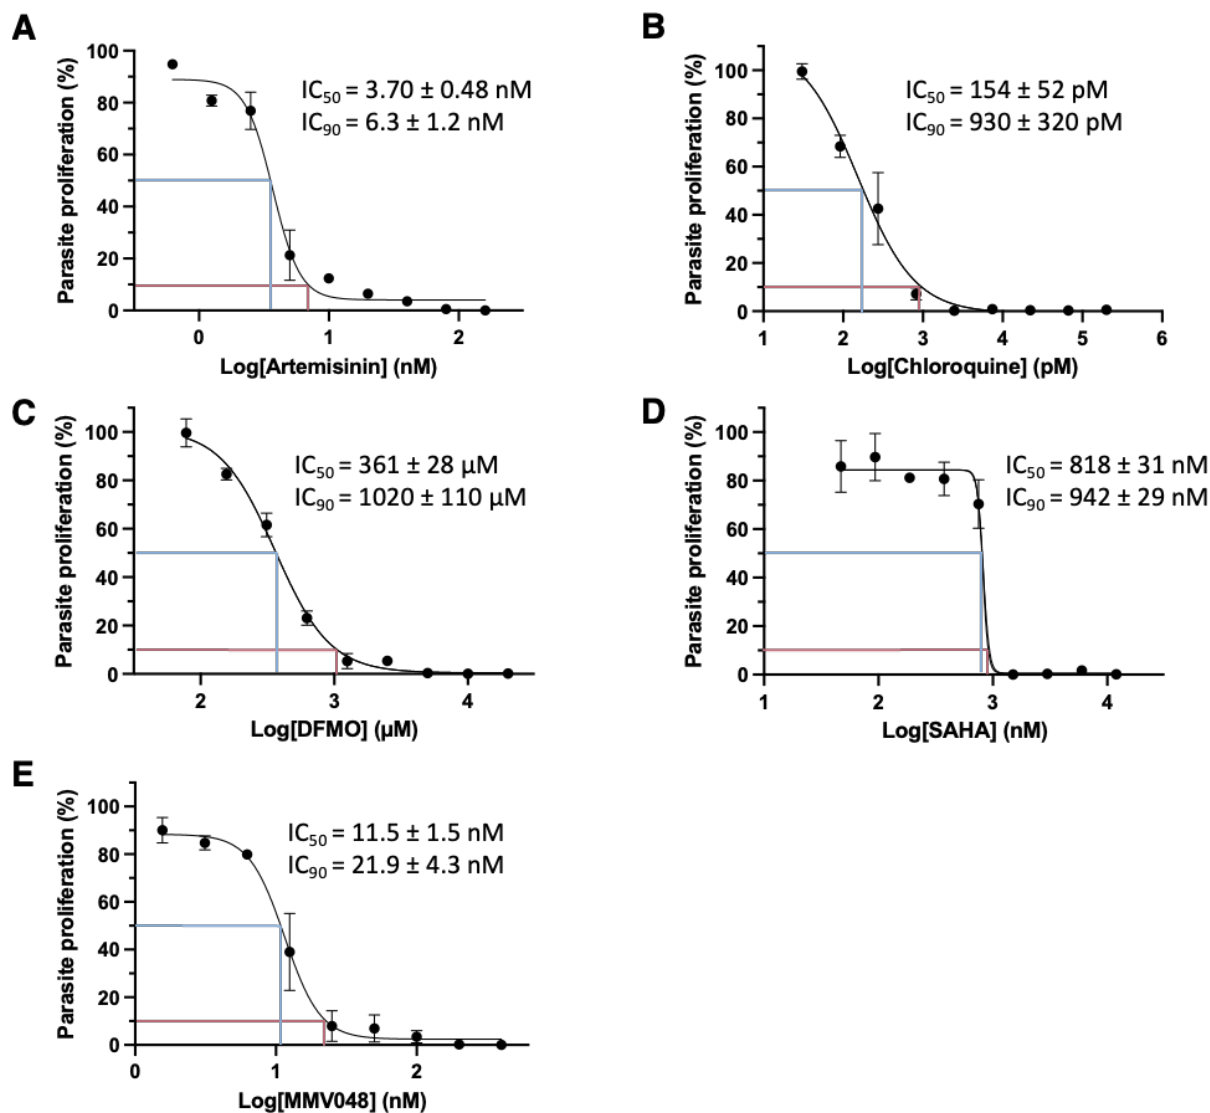 A
Parasite proliferation (%)
100
80
60
40
20
0
IC50 = 3.70 ± 0.48 nM
IC90 = 6.3 ± 1.2 nM
0 1 2
Log[Artemisinin] (nM)
B
Parasite proliferation (%)
100
80
60
40
20
0
IC50 = 154 ± 52 pM
IC90 = 930 ± 320 pM
1 2 3 4 5 6
Log[Chloroquine] (pM)
C
Parasite proliferation (%)
100
80
60
40
20
0
IC50 = 361 ± 28 µM
IC90 = 1020 ± 110 µM
2 3 4
Log[DFMO] (µM)
D
Parasite proliferation (%)
100
80
60
40
20
0
IC50 = 818 ± 31 nM
IC90 = 942 ± 29 nM
1 2 3 4
Log[SAHA] (nM)
E
Parasite proliferation (%)
100
80
60
40
20
0
IC50 = 11.5 ± 1.5 nM
IC90 = 21.9 ± 4.3 nM
0 1 2
Log[MMV048] (nM)